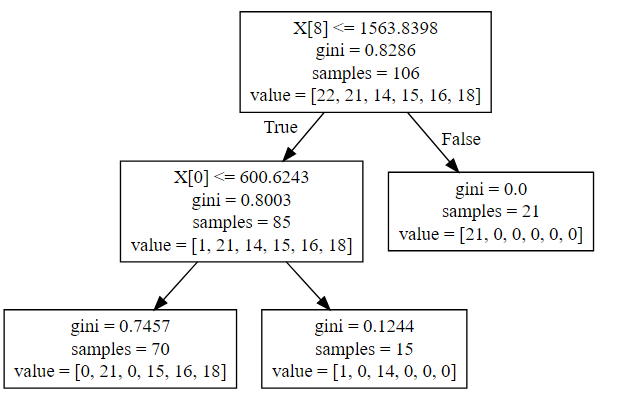 X[8] <= 1563.8398
gini = 0.8286
samples = 106
value = [22, 21, 14, 15, 16, 18]
True
False
X[0] <= 600.6243
gini = 0.8003
samples = 85
value = [1, 21, 14, 15, 16, 18]
gini = 0.0
samples = 21
value = [21, 0, 0, 0, 0, 0]
gini = 0.7457
samples = 70
value = [0, 21, 0, 15, 16, 18]
gini = 0.1244
samples = 15
value = [1, 0, 14, 0, 0, 0]